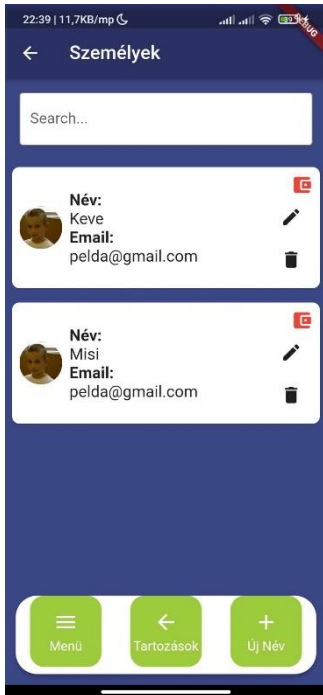 22:39 | 11,7KB/mp
Személyek
Search...
Név:
Keve
Email:
pelda@gmail.com
Név:
Misi
Email:
pelda@gmail.com
Menü
Tartozások
Új Név